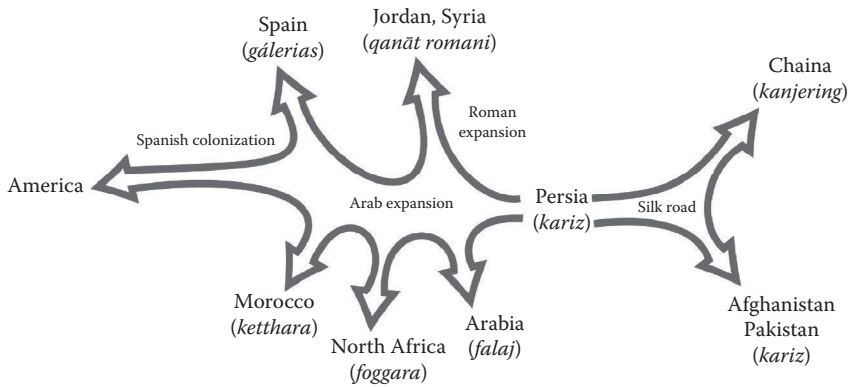 Spain
(gálerias)
Jordan, Syria
(qanāt romani)
Chaina
(kanjering)
Roman
expansion
Spanish colonization
America
Arab expansion
Persia
(kariz)
Silk road
Morocco
(ketthara)
North Africa
(foggara)
Arabia
(falaj)
Afghanistan
Pakistan
(kariz)